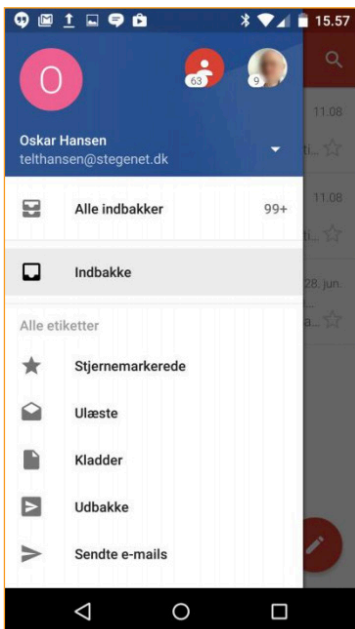 15.57
O
63
9
Oskar Hansen
telthansen@stegenet.dk
11.08
ti...
Alle indbakker 99+
11.08
Indbakke
28. jun.
a...
Alle etiketter
Stjernemarkerede
Ulæste
Kladder
Udbakke
Sendte e-mails